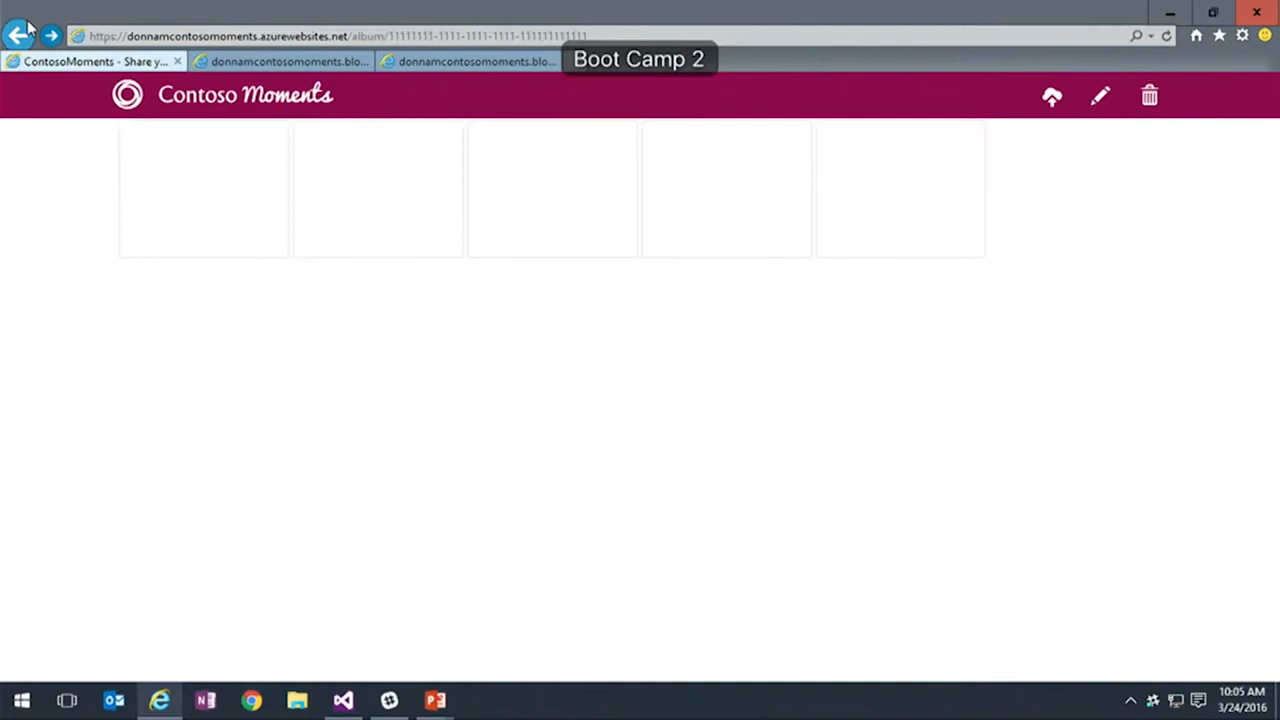 https://donnamcontosomoments.azurewebsites.net/album/11111111-1111-1111-1111-111111111111
ContosoMoments - Share y...
donnamcontosomoments.blo...
donnamcontosomoments.blo...
Boot Camp 2
Contoso Moments
10:05 AM
3/24/2016